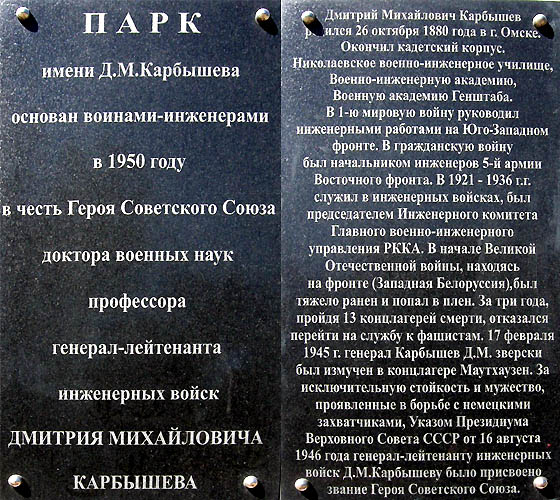 ПАРК
имени Д.М.Карбышева
основан воинами-инженерами
в 1950 году
в честь Героя Советского Союза
доктора военных наук
профессора
генерал-лейтенанта
инженерных войск
ДМИТРИЯ МИХАЙЛОВИЧА
КАРБЫШЕВА
Дмитрий Михайлович Карбышев
родился 26 октября 1880 года в г. Омске.
Окончил кадетский корпус.
Николаевское военно-инженерное училище,
Военно-инженерную академию,
Военную академию Генштаба.
В 1-ю мировую войну руководил
инженерными работами на Юго-Западном
фронте. В гражданскую войну
был начальником инженеров 5-й армии
Восточного фронта. В 1921 - 1936 г.г.
служил в инженерных войсках, был
председателем Инженерного комитета
Главного военно-инженерного
управления РККА. В начале Великой
Отечественной войны, находясь
на фронте (Западная Белоруссия),был
тяжело ранен и попал в плен. За три года,
пройдя 13 концлагерей смерти, отказался
перейти на службу к фашистам. 17 февраля
1945 г. генерал Карбышев Д.М. зверски
был измучен в концлагере Маутхаузен. За
исключительную стойкость и мужество,
проявленные в борьбе с немецкими
захватчиками, Указом Президиума
Верховного Совета СССР от 16 августа
1946 года генерал-лейтенанту инженерных
войск Д.М.Карбышеву было присвоено
звание Героя Советского Союза.